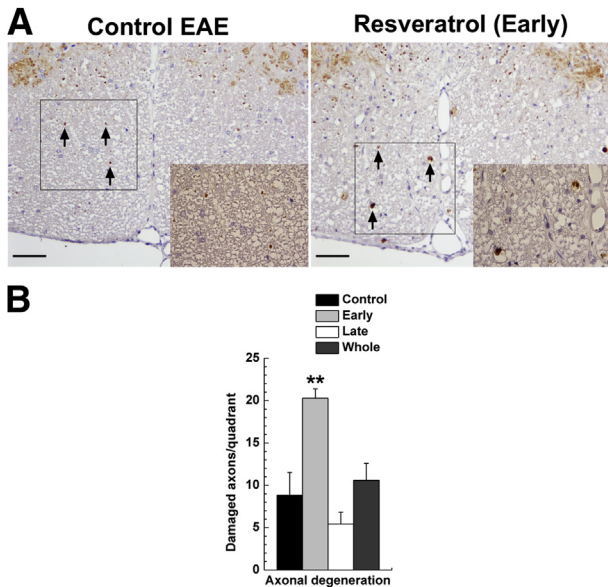 A
Control EAE
Resveratrol (Early)
B
Control
Early
Late
Whole
Damaged axons/quadrant
25
20
15
10
5
0
**
Axonal degeneration